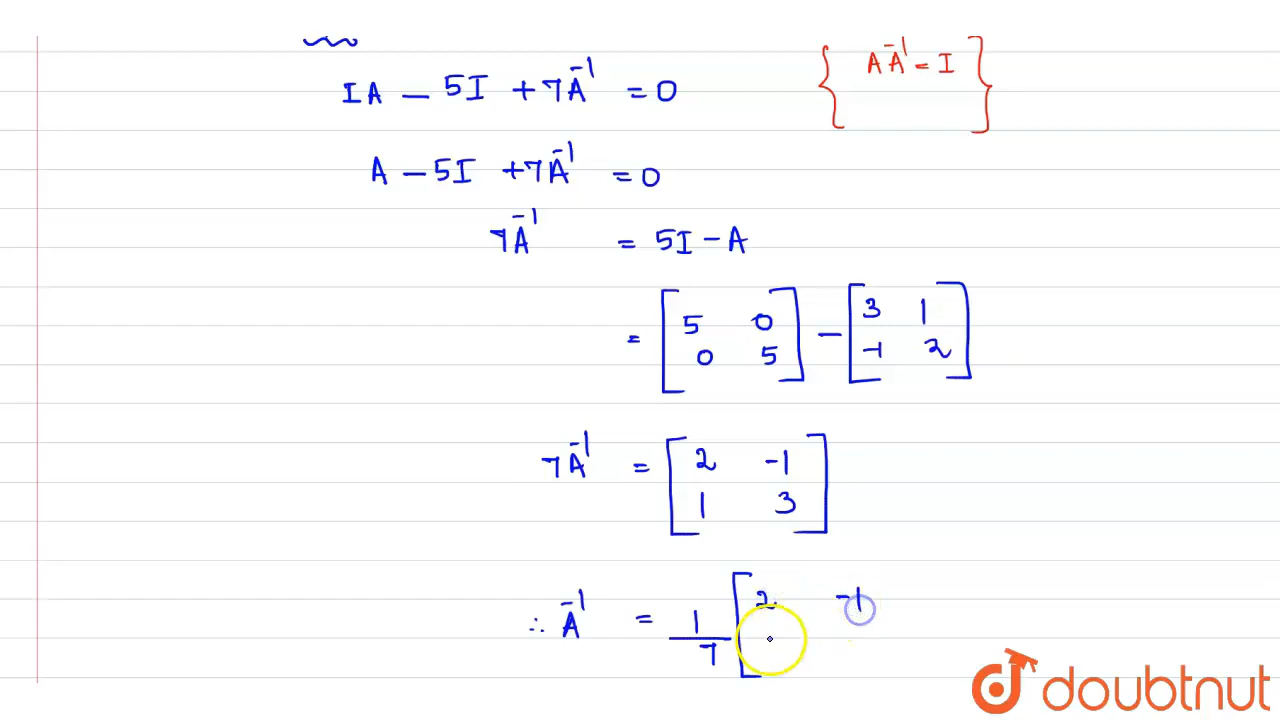 IA - 5I + 7A⁻¹ = 0 { AA⁻¹ = I }
A - 5I + 7A⁻¹ = 0
7A⁻¹ = 5I - A
= [5 0
0 5] - [3 1
-1 2]
7A⁻¹ = [2 -1
1 3]
∴ A⁻¹ = 1/7 [2 -1
doubtnut